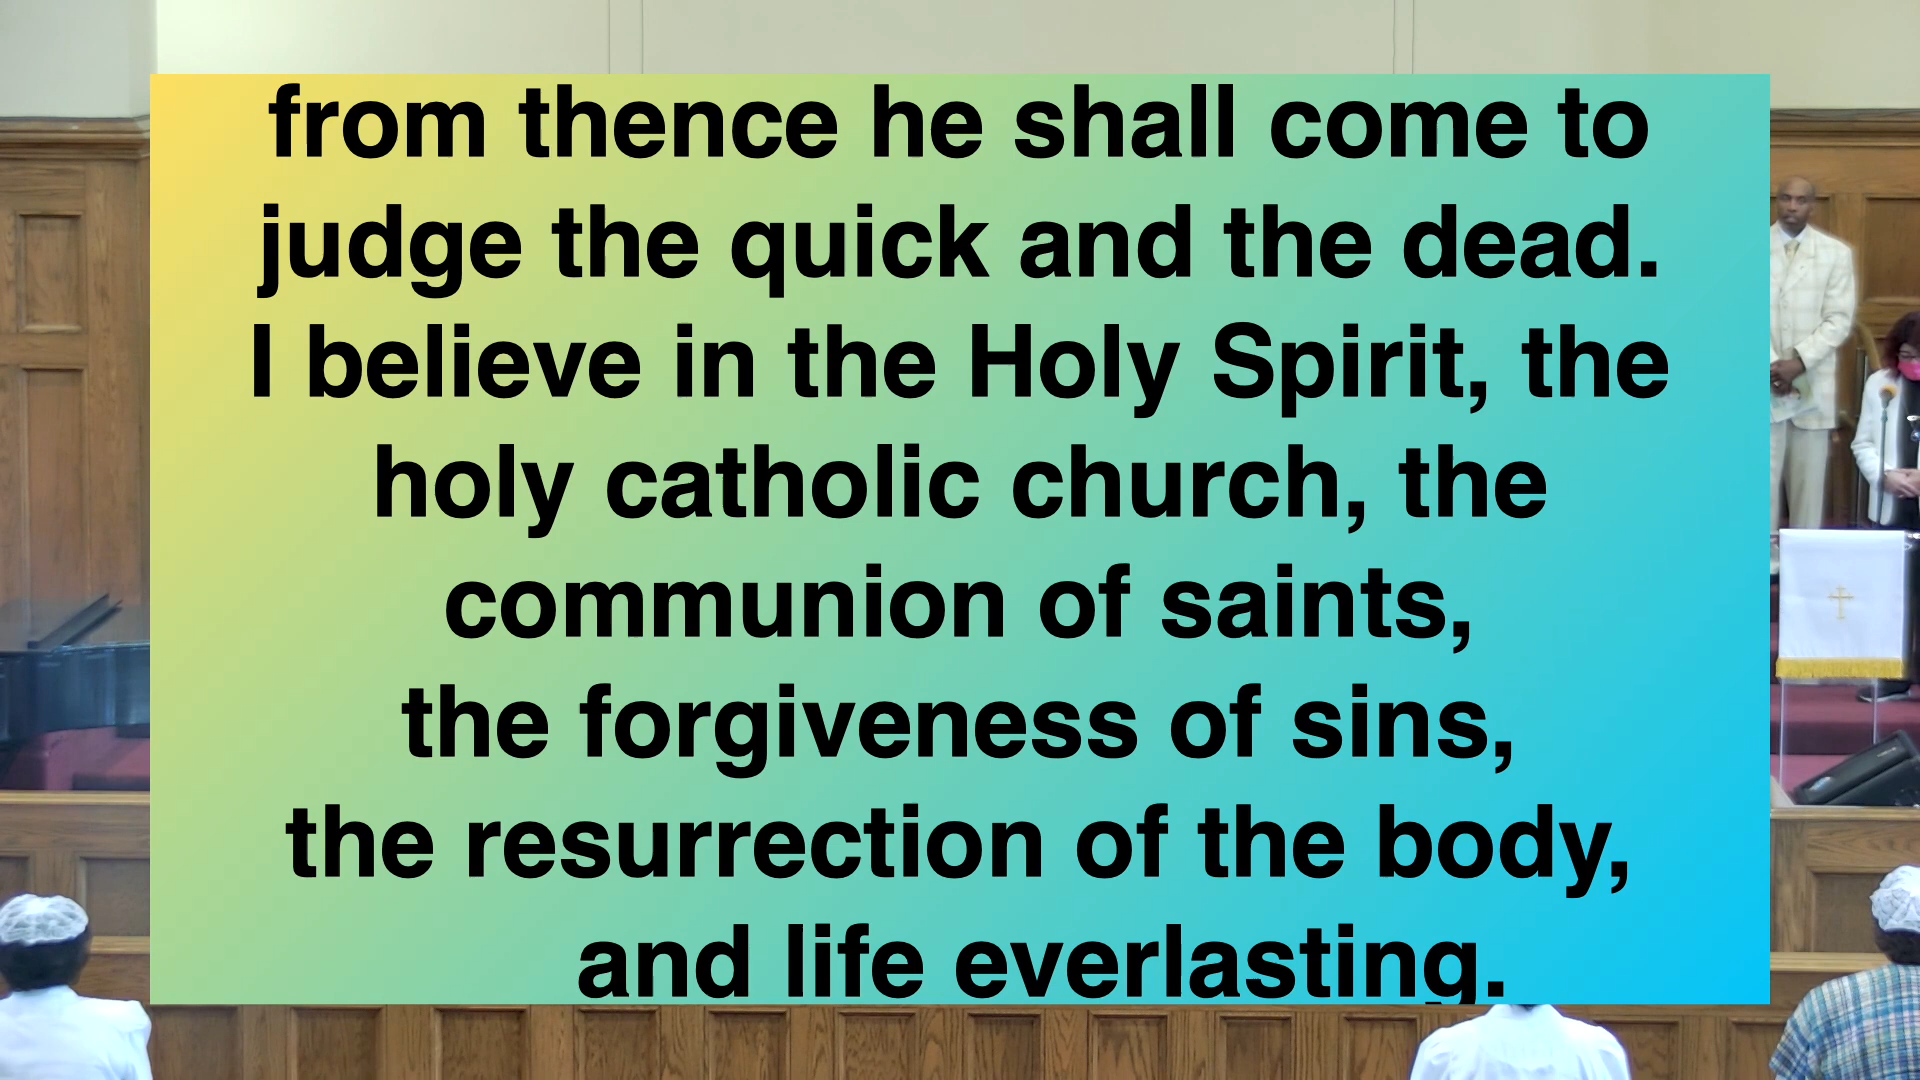 from thence he shall come to
judge the quick and the dead.
I believe in the Holy Spirit, the
holy catholic church, the
communion of saints,
the forgiveness of sins,
the resurrection of the body,
and life everlasting.